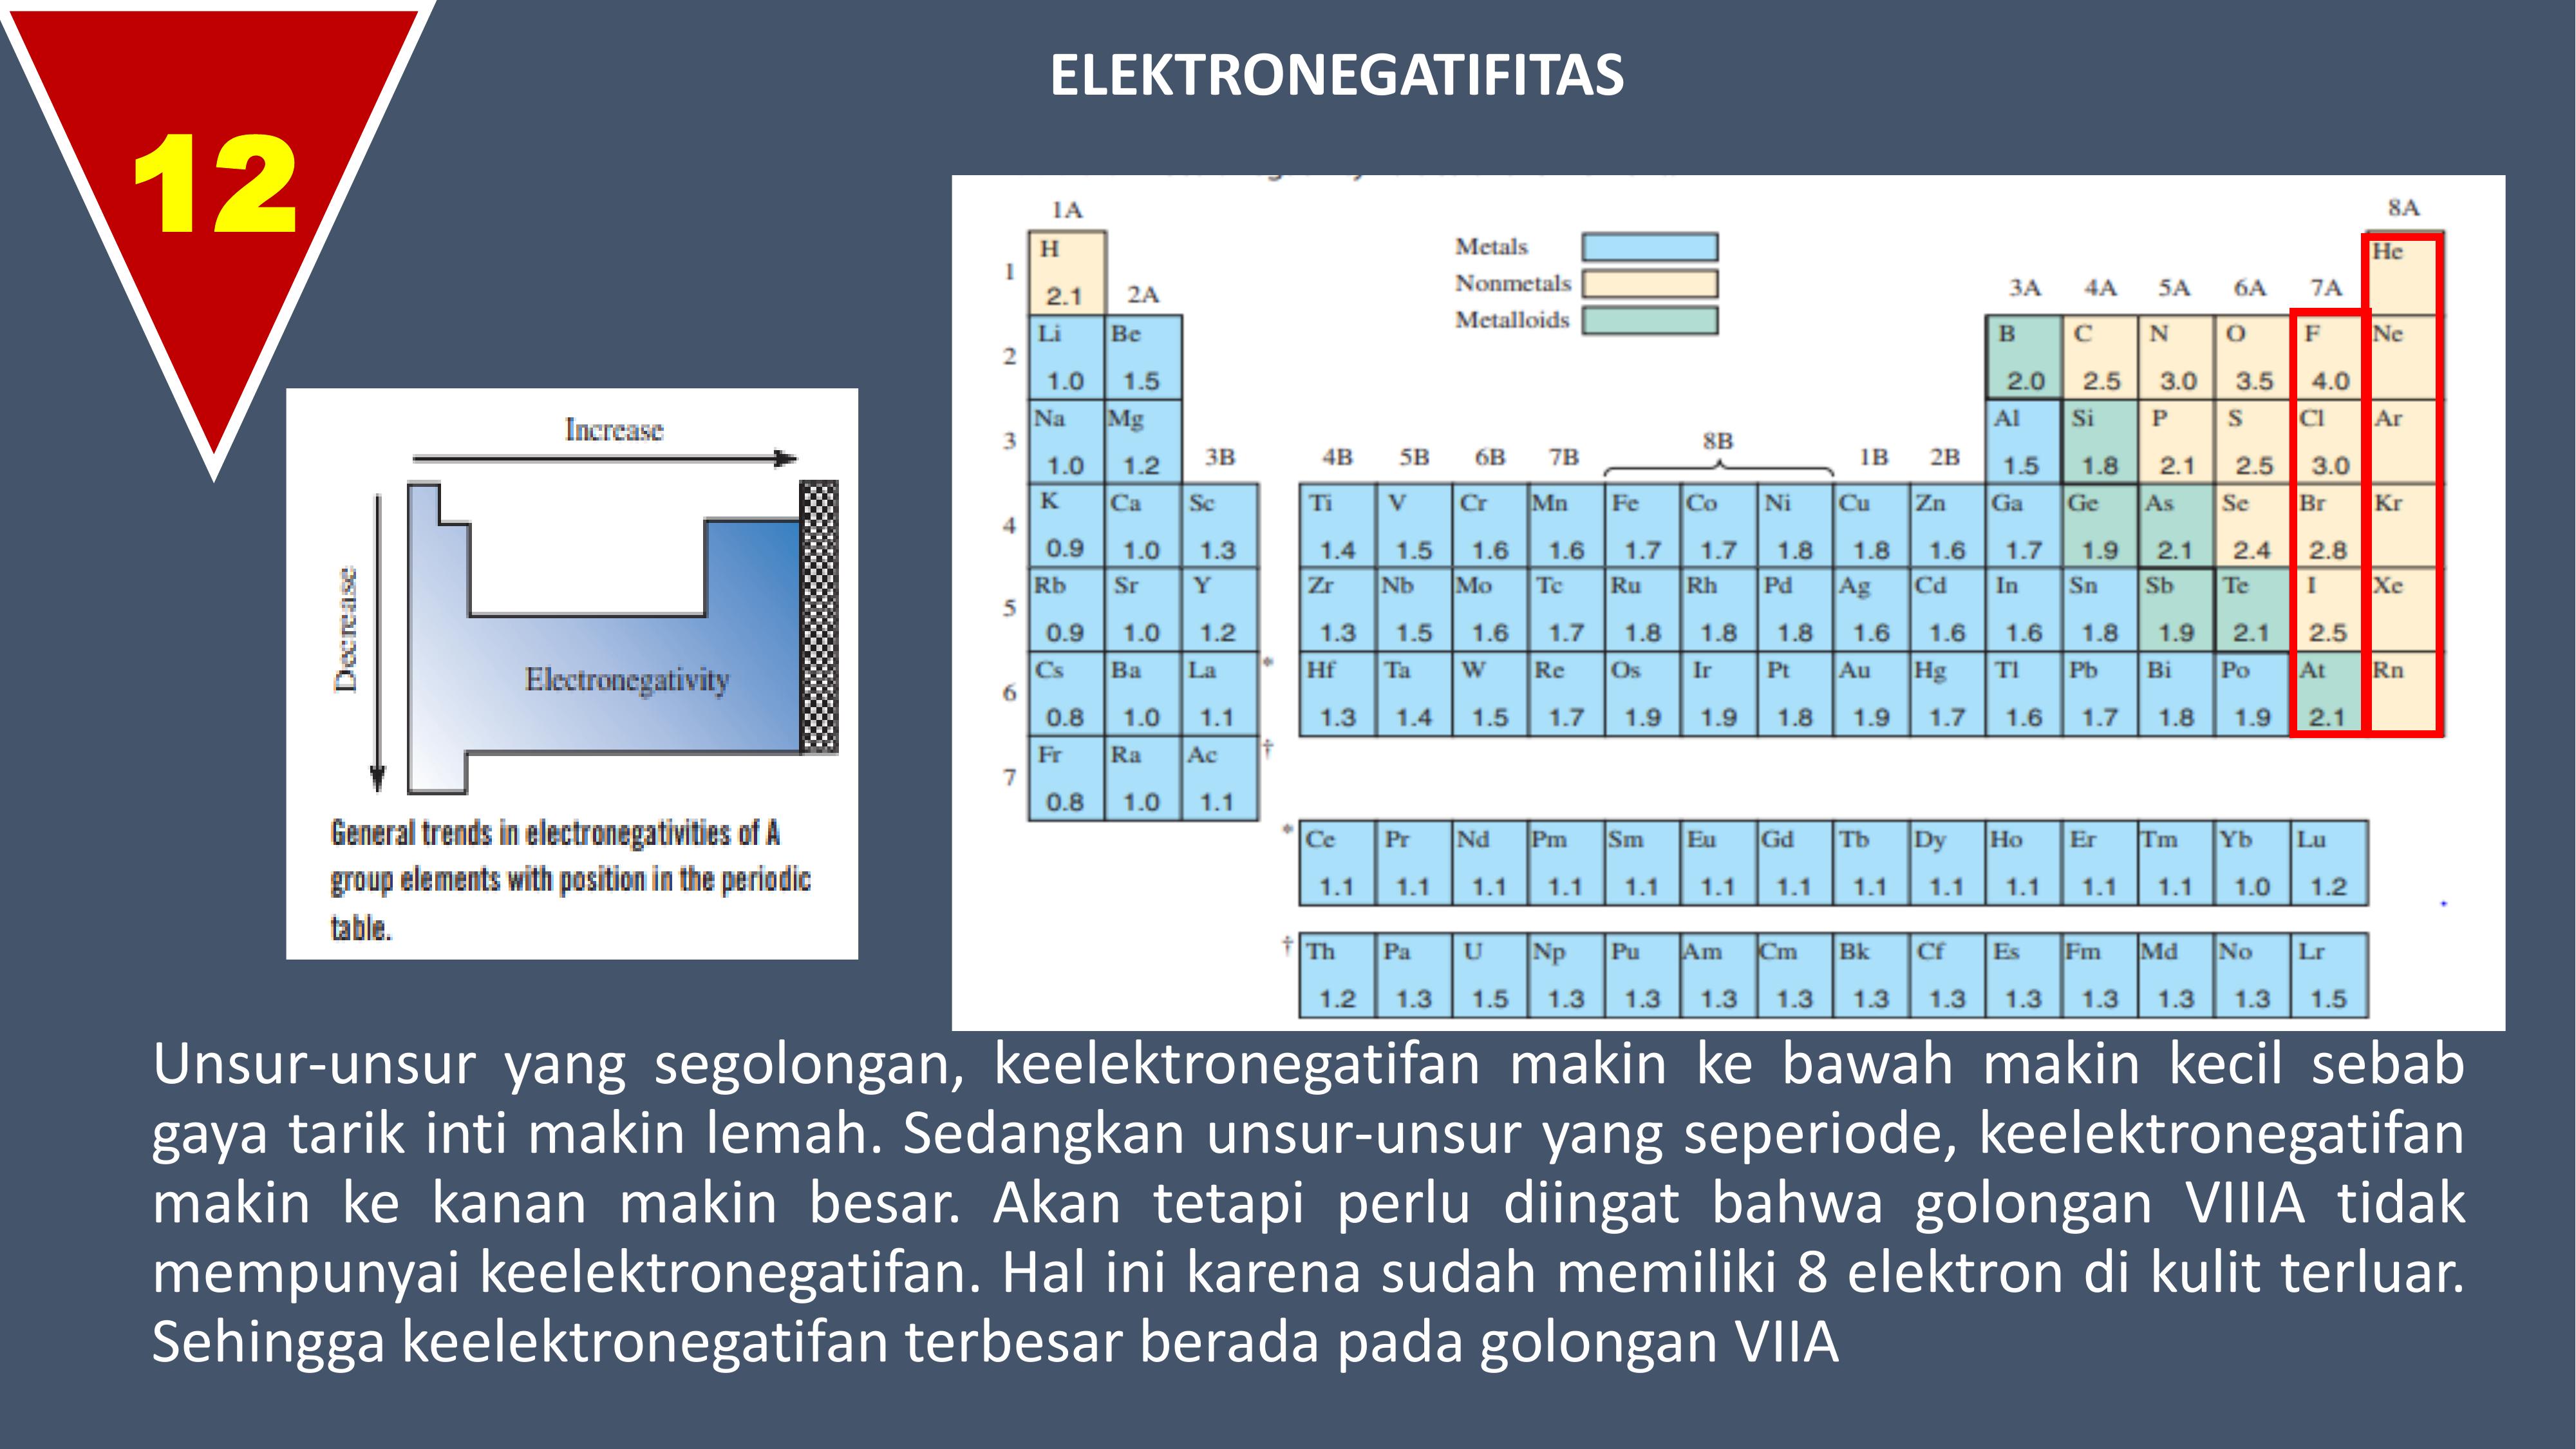 ELEKTRONEGATIFITAS
12
Increase
Decrease
Electronegativity
General trends in electronegativities of A
group elements with position in the periodic
table.
1A 8A
Metals
Nonmetals
Metalloids
H He
1
2.1 2A 3A 4A 5A 6A 7A
Li Be B C N O F Ne
2
1.0 1.5 2.0 2.5 3.0 3.5 4.0
Na Mg Al Si P S Cl Ar
3 3B 4B 5B 6B 7B 8B 1B 2B
1.0 1.2 1.5 1.8 2.1 2.5 3.0
K Ca Sc Ti V Cr Mn Fe Co Ni Cu Zn Ga Ge As Se Br Kr
4
0.9 1.0 1.3 1.4 1.5 1.6 1.6 1.7 1.7 1.8 1.8 1.6 1.7 1.9 2.1 2.4 2.8
Rb Sr Y Zr Nb Mo Tc Ru Rh Pd Ag Cd In Sn Sb Te I Xe
5
0.9 1.0 1.2 1.3 1.5 1.6 1.7 1.8 1.8 1.8 1.6 1.6 1.6 1.8 1.9 2.1 2.5
Cs Ba La * Hf Ta W Re Os Ir Pt Au Hg Tl Pb Bi Po At Rn
6
0.8 1.0 1.1 1.3 1.4 1.5 1.7 1.9 1.9 1.8 1.9 1.7 1.6 1.7 1.8 1.9 2.1
Fr Ra Ac †
7
0.8 1.0 1.1
* Ce Pr Nd Pm Sm Eu Gd Tb Dy Ho Er Tm Yb Lu
1.1 1.1 1.1 1.1 1.1 1.1 1.1 1.1 1.1 1.1 1.1 1.1 1.0 1.2
† Th Pa U Np Pu Am Cm Bk Cf Es Fm Md No Lr
1.2 1.3 1.5 1.3 1.3 1.3 1.3 1.3 1.3 1.3 1.3 1.3 1.3 1.5
Unsur-unsur yang segolongan, keelektronegatifan makin ke bawah makin kecil sebab
gaya tarik inti makin lemah. Sedangkan unsur-unsur yang seperiode, keelektronegatifan
makin ke kanan makin besar. Akan tetapi perlu diingat bahwa golongan VIIIA tidak
mempunyai keelektronegatifan. Hal ini karena sudah memiliki 8 elektron di kulit terluar.
Sehingga keelektronegatifan terbesar berada pada golongan VIIA